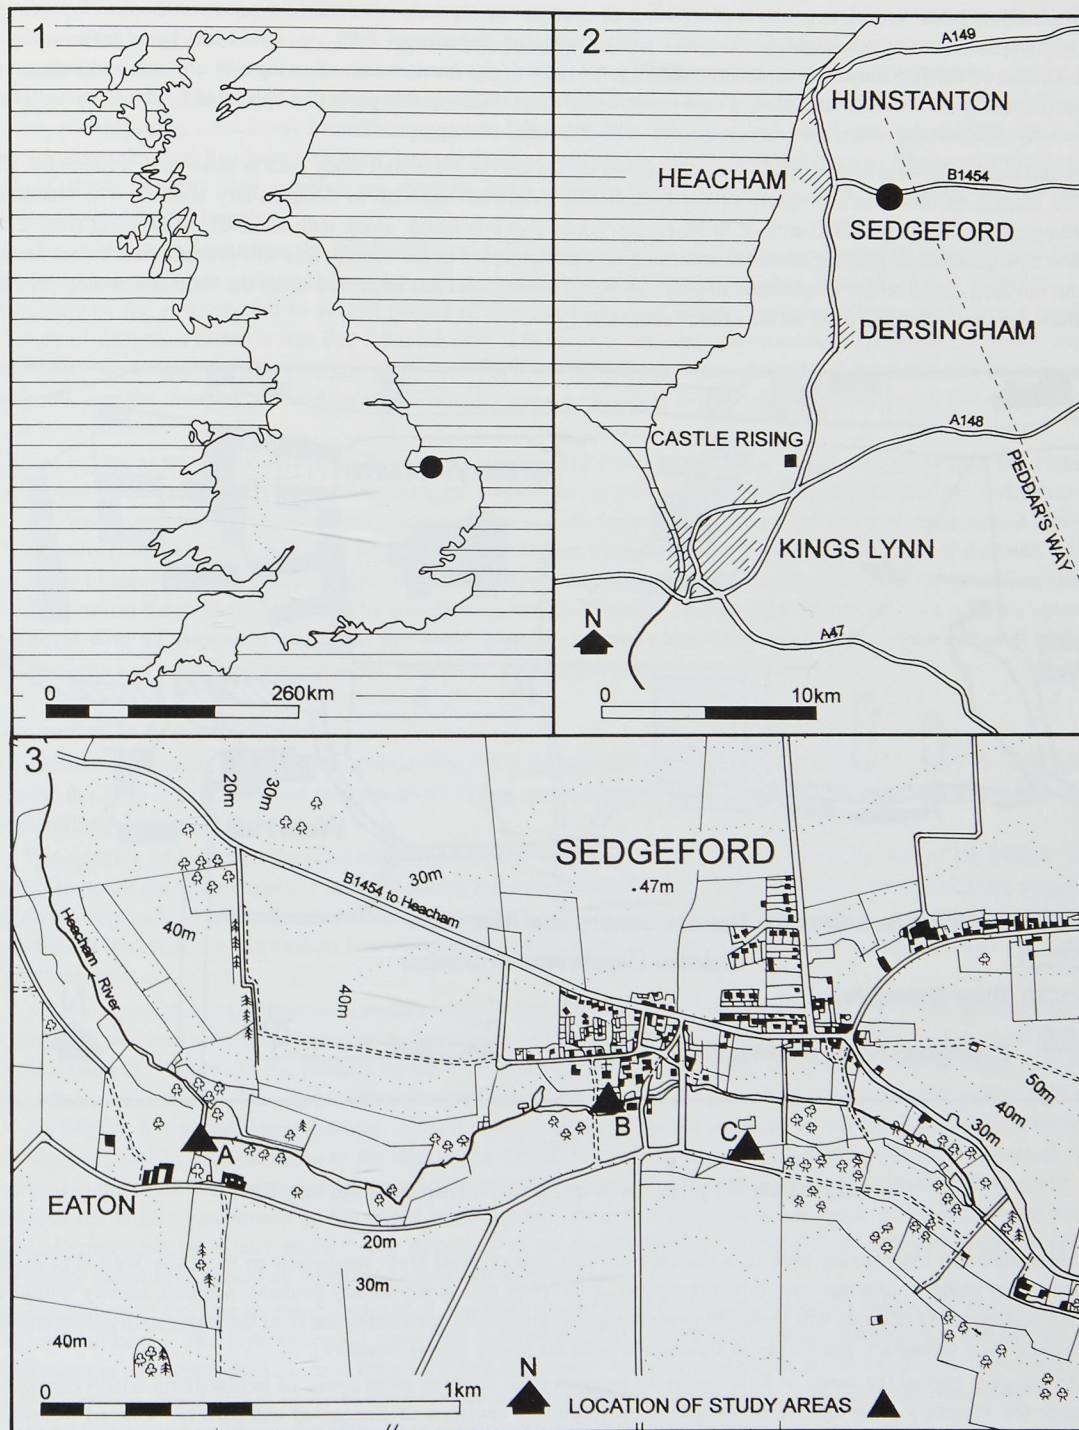 1
0
260km
2
A149
HUNSTANTON
HEACHAM
B1454
SEDGEFORD
DERSINGHAM
A148
CASTLE RISING
PEDDAR'S WAY
KINGS LYNN
N
A47
0
10km
3
20m
30m
SEDGEFORD
.47m
B1454 to Heacham
30m
40m
Heacham River
40m
50m
40m
30m
A
B
C
EATON
20m
30m
40m
0
1km
N
LOCATION OF STUDY AREAS